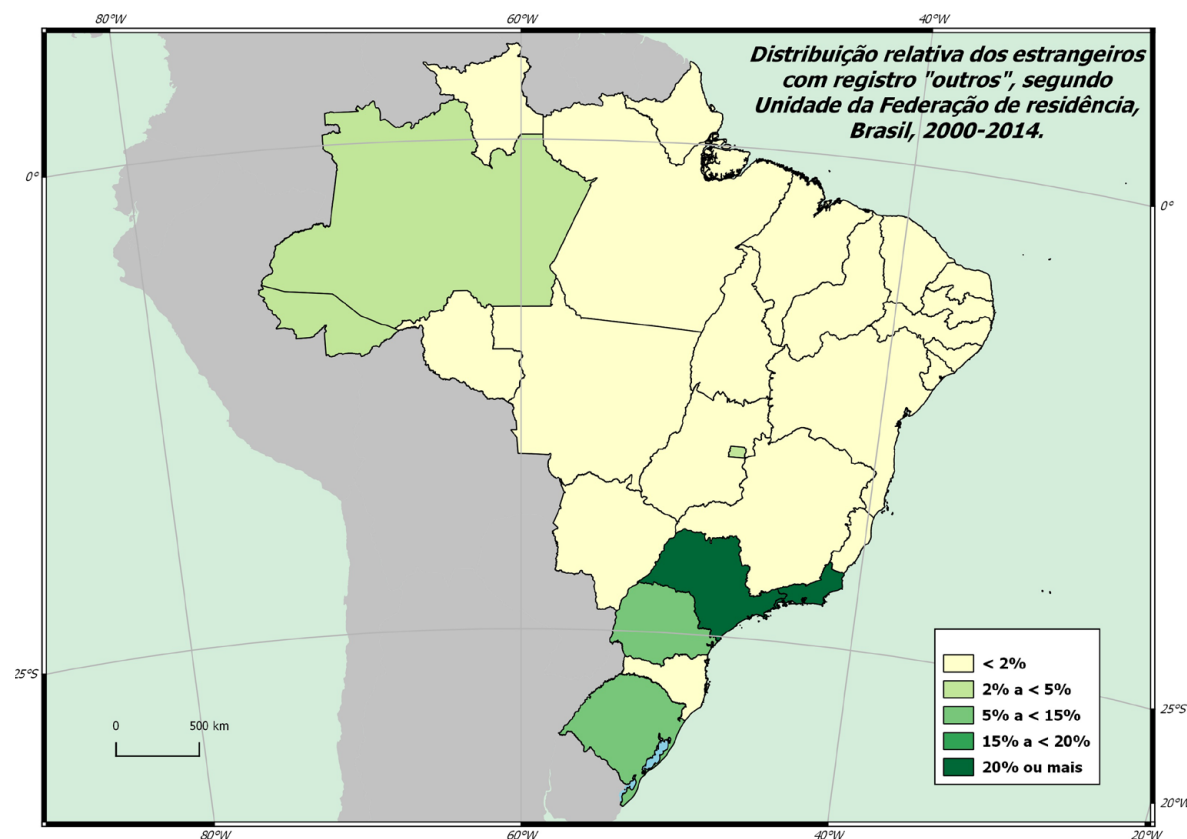 80°W
60°W
40°W
Distribuição relativa dos estrangeiros
com registro "outros", segundo
Unidade da Federação de residência,
Brasil, 2000-2014.
0°
0°
25°S
25°S
0 500 km
< 2%
2% a < 5%
5% a < 15%
15% a < 20%
20% ou mais
20°W
80°W
60°W
40°W
20°W